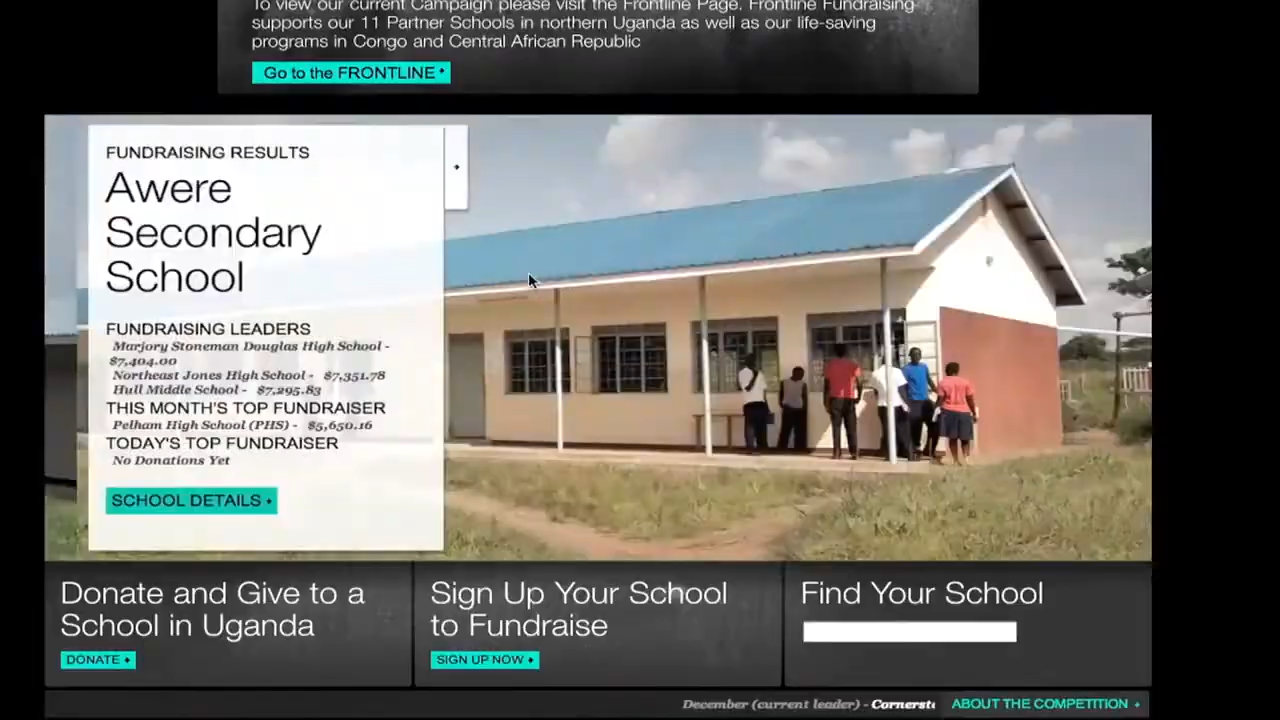 To view our current Campaign please visit the Frontline Page. Frontline Fundraising
supports our 11 Partner Schools in northern Uganda as well as our life-saving
programs in Congo and Central African Republic
Go to the FRONTLINE
FUNDRAISING RESULTS
Awere
Secondary
School
FUNDRAISING LEADERS
Marjory Stoneman Douglas High School -
$7,404.00
Northeast Jones High School - $7,351.78
Hull Middle School - $7,295.83
THIS MONTH'S TOP FUNDRAISER
Pelham High School (PHS) - $5,650.16
TODAY'S TOP FUNDRAISER
No Donations Yet
SCHOOL DETAILS
Donate and Give to a
School in Uganda
DONATE
Sign Up Your School
to Fundraise
SIGN UP NOW
Find Your School
December (current leader) - Cornerst
ABOUT THE COMPETITION